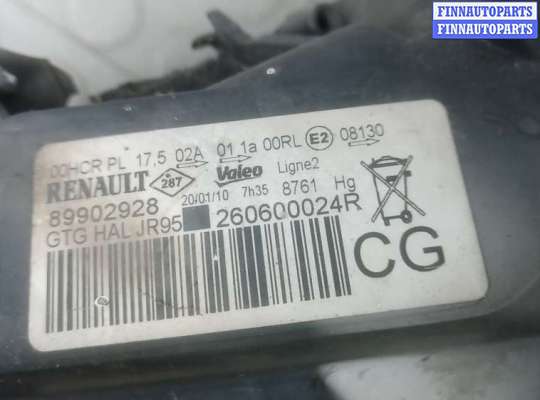 FINNAUTOPARTS
FINNAUTOPARTS
00HCR PL 17,5 02A 01 1a 00RL E2 08130
RENAULT 287 Valeo Ligne2
89902928 20/01/10 7h35 8761 Hg
GTG HAL JR95 260600024R
CG